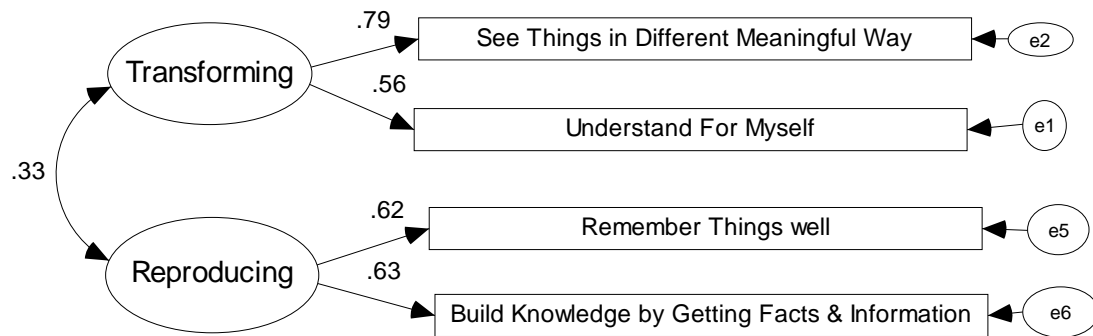 .79
See Things in Different Meaningful Way
e2
Transforming
.56
Understand For Myself
e1
.33
.62
Remember Things well
e5
Reproducing
.63
Build Knowledge by Getting Facts & Information
e6